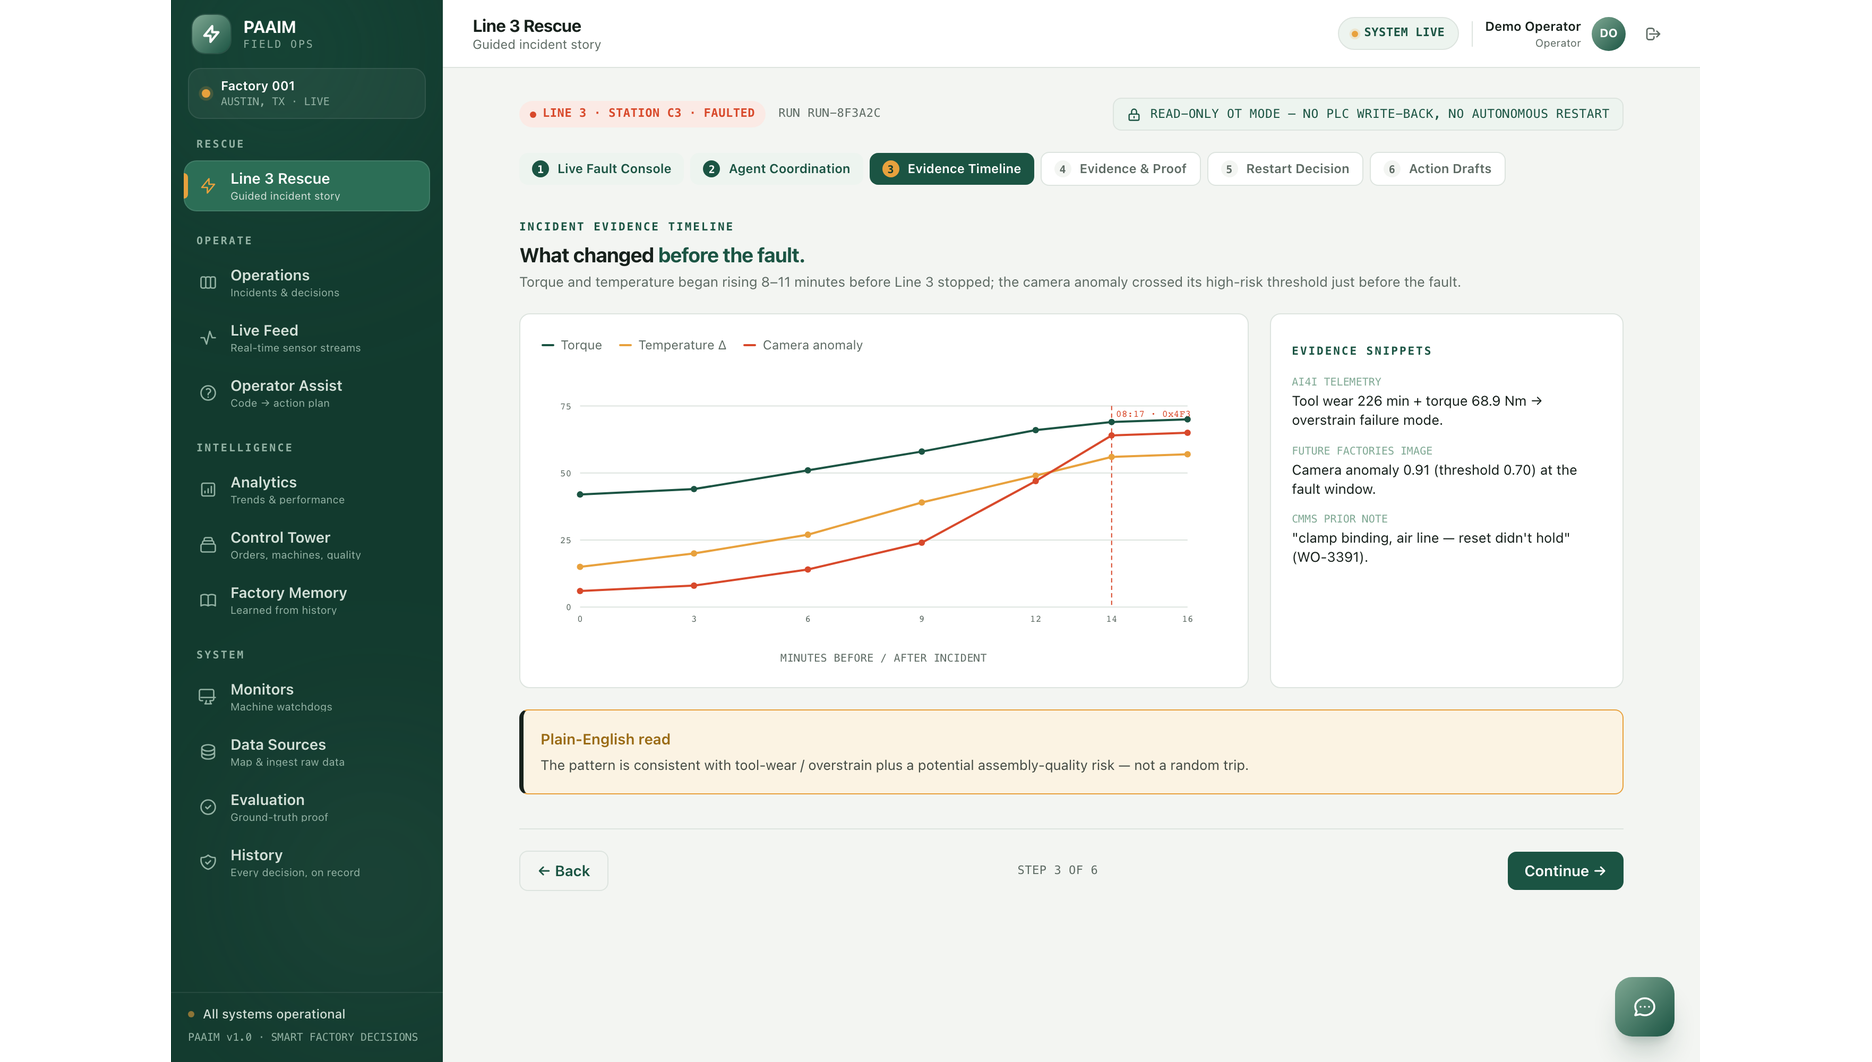 PAAIM
FIELD OPS
Factory 001
AUSTIN, TX · LIVE
RESCUE
Line 3 Rescue
Guided incident story
OPERATE
Operations
Incidents & decisions
Live Feed
Real-time sensor streams
Operator Assist
Code → action plan
INTELLIGENCE
Analytics
Trends & performance
Control Tower
Orders, machines, quality
Factory Memory
Learned from history
SYSTEM
Monitors
Machine watchdogs
Data Sources
Map & ingest raw data
Evaluation
Ground-truth proof
History
Every decision, on record
All systems operational
PAAIM v1.0 · SMART FACTORY DECISIONS
Line 3 Rescue
Guided incident story
SYSTEM LIVE
Demo Operator
Operator
DO
LINE 3 · STATION C3 · FAULTED
RUN RUN-8F3A2C
READ-ONLY OT MODE — NO PLC WRITE-BACK, NO AUTONOMOUS RESTART
1 Live Fault Console
2 Agent Coordination
3 Evidence Timeline
4 Evidence & Proof
5 Restart Decision
6 Action Drafts
INCIDENT EVIDENCE TIMELINE
What changed before the fault.
Torque and temperature began rising 8–11 minutes before Line 3 stopped; the camera anomaly crossed its high-risk threshold just before the fault.
Torque
Temperature Δ
Camera anomaly
75
50
25
0
08:17 · 0x4F3
0 3 6 9 12 14 16
MINUTES BEFORE / AFTER INCIDENT
EVIDENCE SNIPPETS
AI4I TELEMETRY
Tool wear 226 min + torque 68.9 Nm →
overstrain failure mode.
FUTURE FACTORIES IMAGE
Camera anomaly 0.91 (threshold 0.70) at the
fault window.
CMMS PRIOR NOTE
"clamp binding, air line — reset didn't hold"
(WO-3391).
Plain-English read
The pattern is consistent with tool-wear / overstrain plus a potential assembly-quality risk — not a random trip.
← Back
STEP 3 OF 6
Continue →